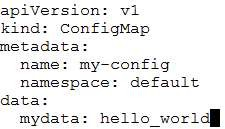 apiVersion: v1
kind: ConfigMap
metadata:
  name: my-config
  namespace: default
data:
  mydata: hello_world